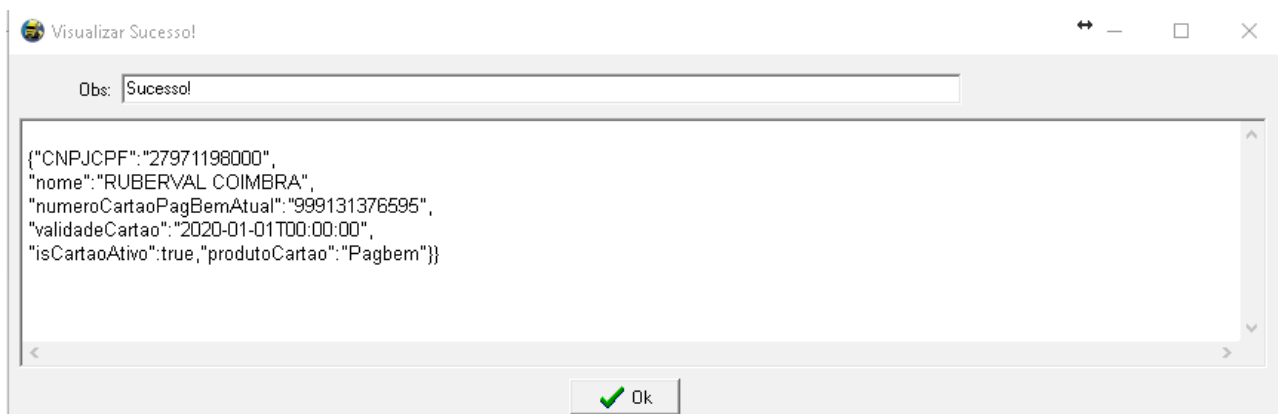 Visualizar Sucesso!
Obs: Sucesso!
{"CNPJCPF":"27971198000",
"nome":"RUBERVAL COIMBRA",
"numeroCartaoPagBemAtual":"999131376595",
"validadeCartao":"2020-01-01T00:00:00",
"isCartaoAtivo":true,"produtoCartao":"Pagbem"}}
Ok